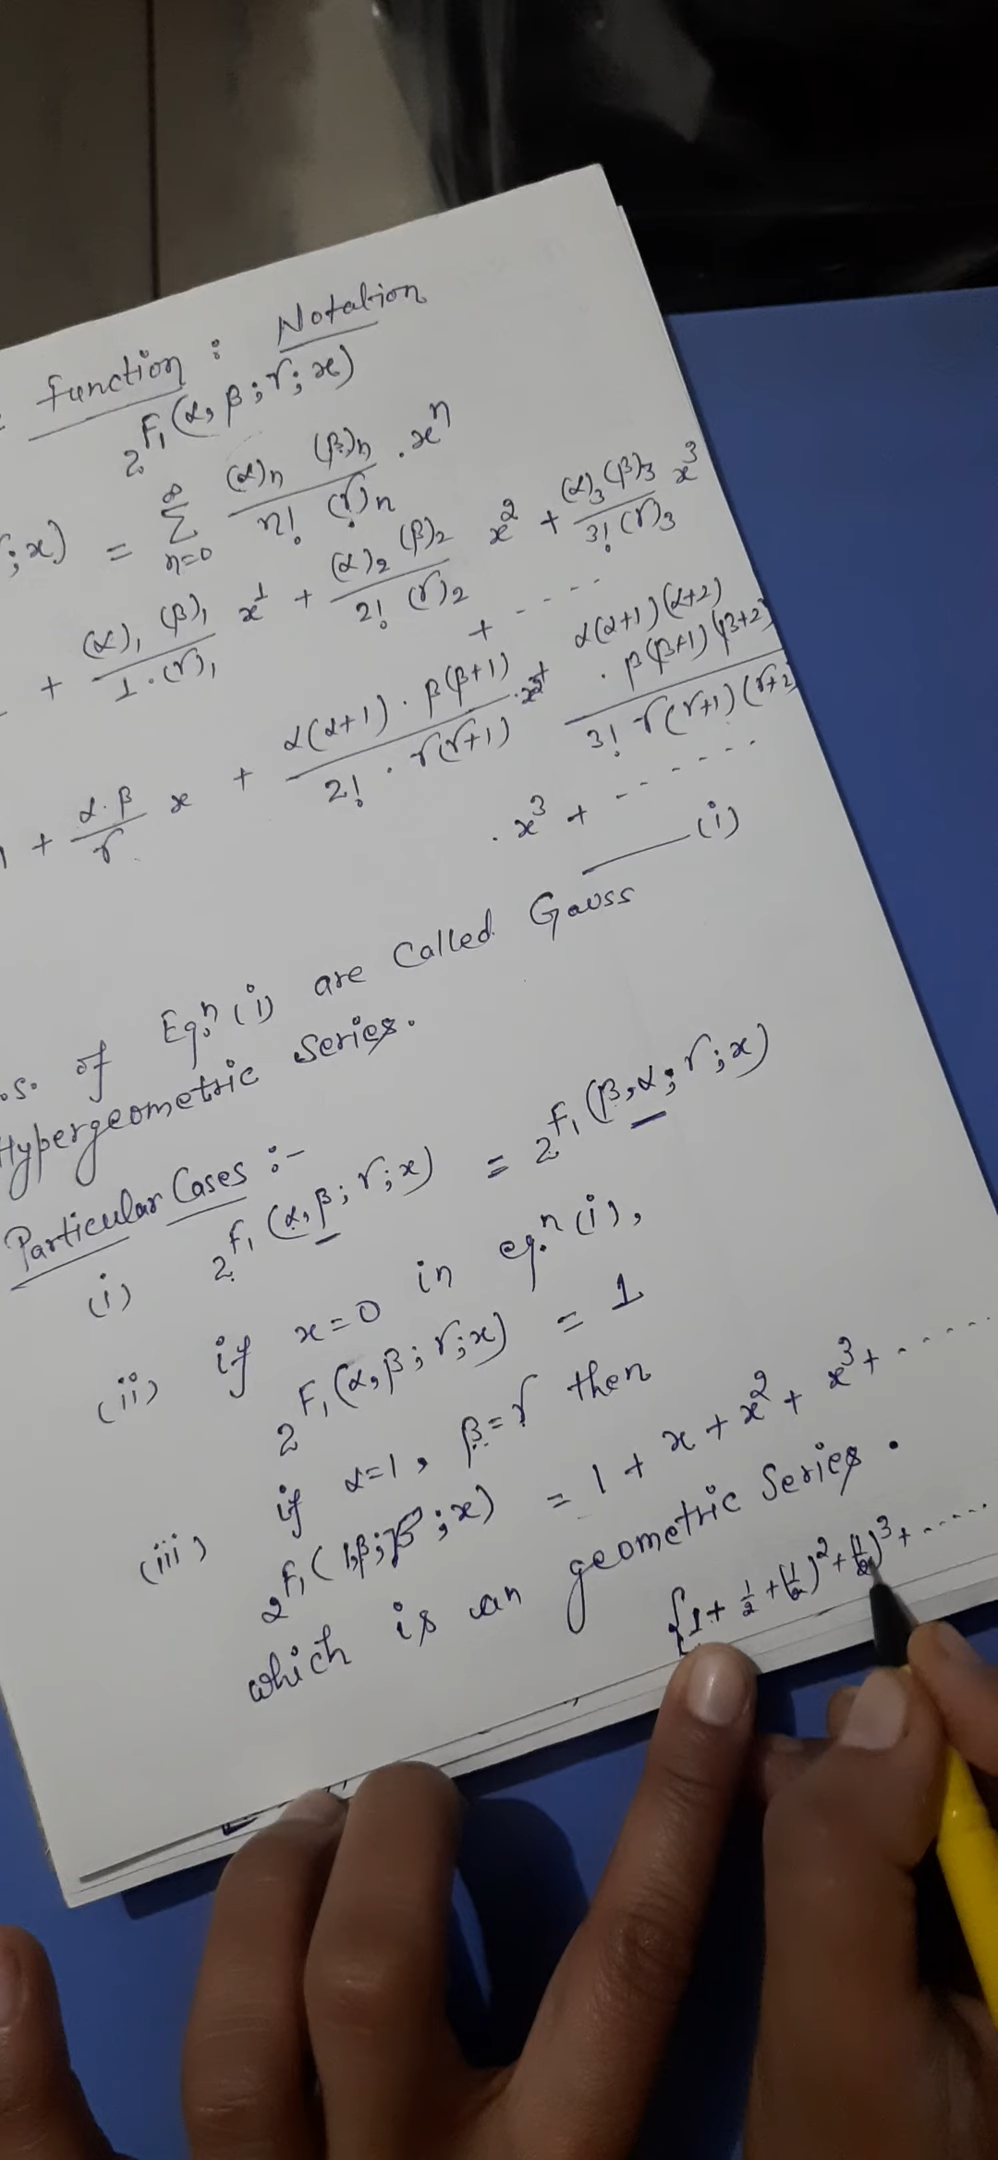 Function : Notation
₂F₁(α, β ; γ ; x)
γ ; x) = ∑_{n=0}^{∞} (α)ₙ (β)ₙ / n! (γ)ₙ . xⁿ
+ (α)₁ (β)₁ / 1 · (γ)₁ x¹ + (α)₂ (β)₂ / 2! (γ)₂ x² + (α)₃ (β)₃ / 3! (γ)₃ x³
+ ----
1 + α·β / γ x + α(α+1) · β(β+1) / 2! · γ(γ+1) · x² + α(α+1)(α+2) · β(β+1)(β+2) / 3! γ(γ+1)(γ+2
. x³ + ------
——— (i)
.s. of Eqⁿ (i) are called Gauss
Hypergeometric Series.
Particular Cases :-
(i) ₂F₁(α, β ; γ ; x) = ₂F₁(β, α ; γ ; x)
(ii) if x=0 in eqⁿ (i),
₂F₁(α, β ; γ ; x) = 1
(iii) if α=1, β=γ then
₂F₁(1, β ; β ; x) = 1 + x + x² + x³ + .....
which is an geometric Series.
{1 + 1/2 + (1/2)² + (1/2)³ + .....